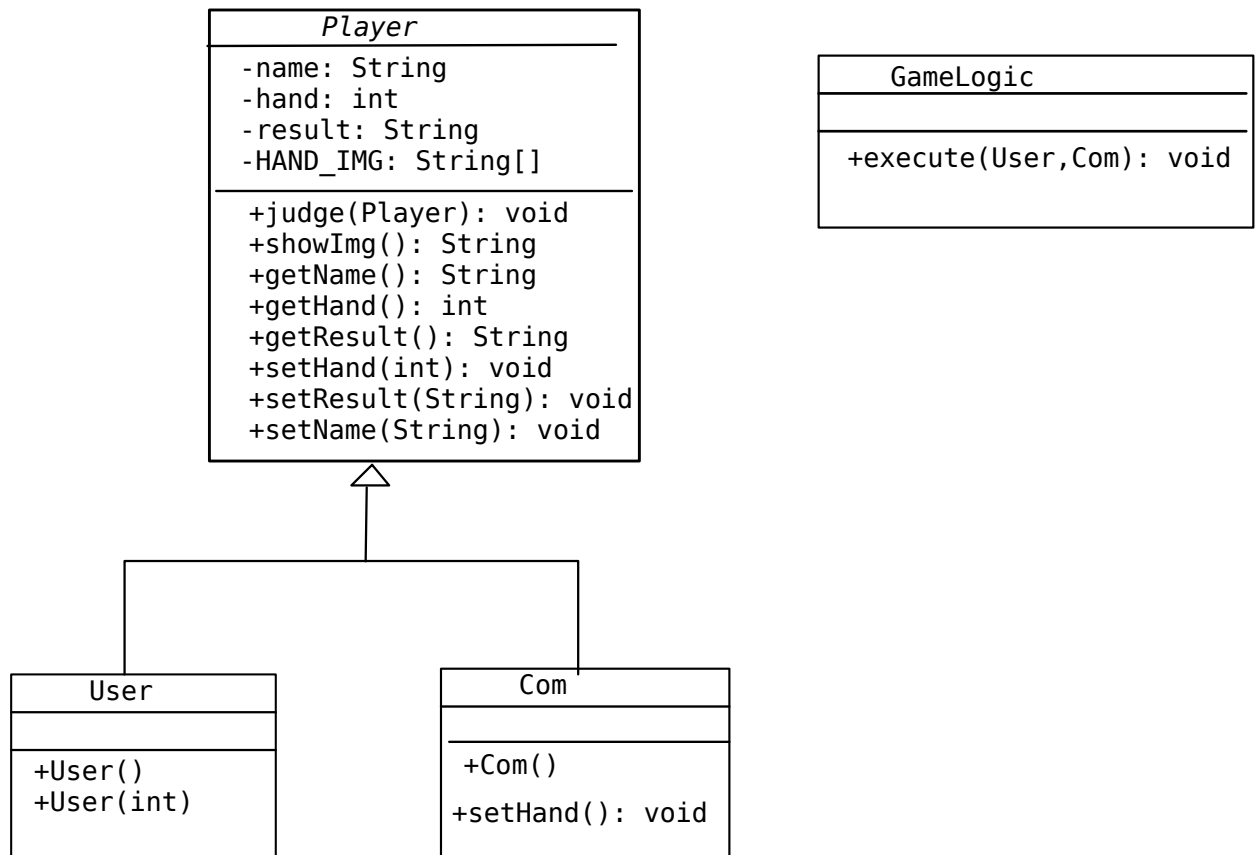 Player
-name: String
-hand: int
-result: String
-HAND_IMG: String[]
+judge(Player): void
+showImg(): String
+getName(): String
+getHand(): int
+getResult(): String
+setHand(int): void
+setResult(String): void
+setName(String): void
GameLogic
+execute(User,Com): void
User
+User()
+User(int)
Com
+Com()
+setHand(): void